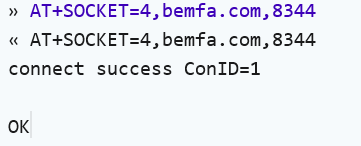 » AT+SOCKET=4,bemfa.com,8344
« AT+SOCKET=4,bemfa.com,8344
connect success ConID=1
OK